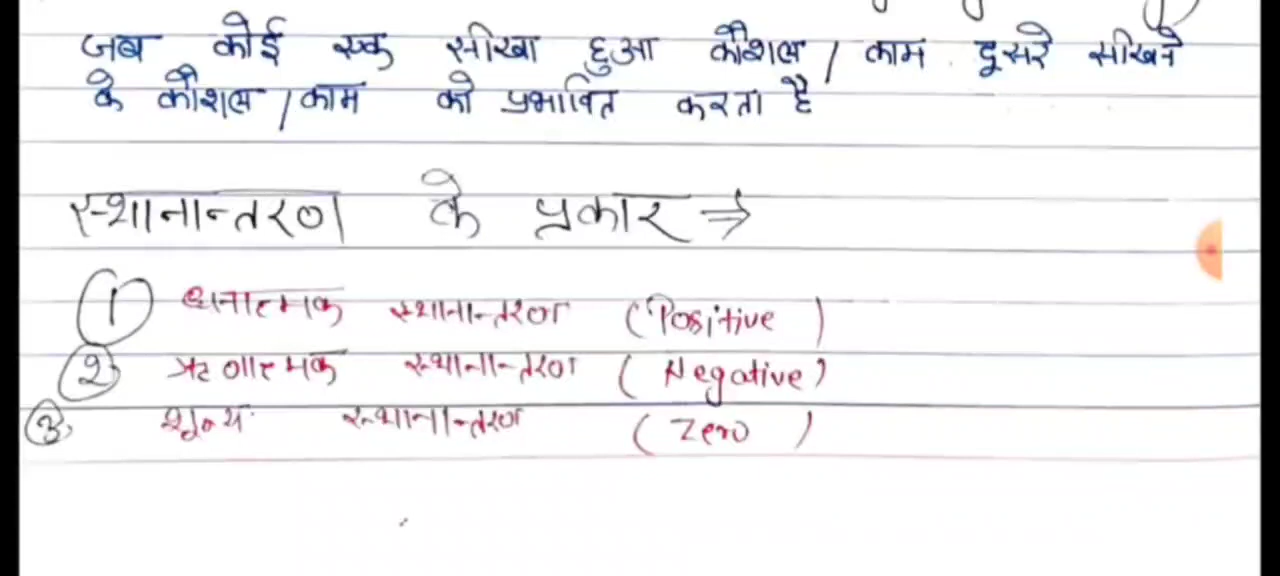 जब कोई एक सीखा हुआ कौशल / काम दूसरे सीखने
के कौशल / काम को प्रभावित करता है
स्थानान्तरण के प्रकार ⇒
1 धनात्मक स्थानान्तरण (Positive)
2 ऋणात्मक स्थानान्तरण (Negative)
3 शून्य स्थानान्तरण (Zero)